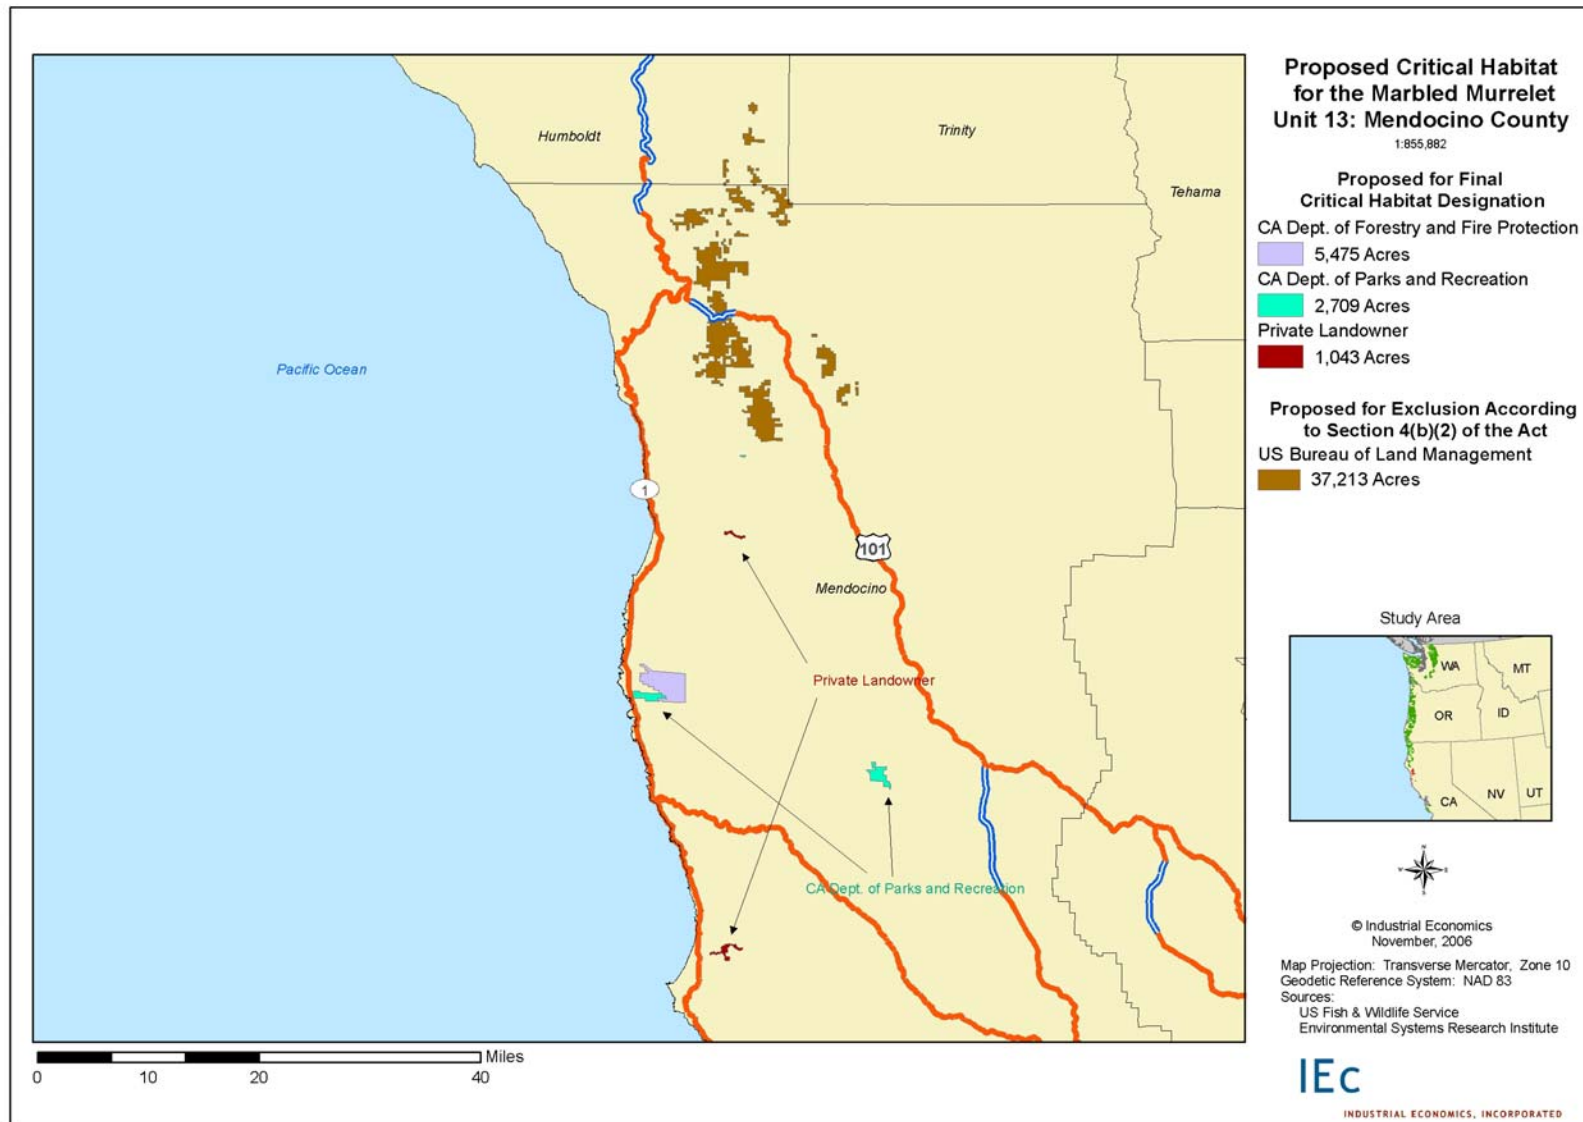 Proposed Critical Habitat
for the Marbled Murrelet
Unit 13: Mendocino County
1:855,882
Proposed for Final
Critical Habitat Designation
CA Dept. of Forestry and Fire Protection
5,475 Acres
CA Dept. of Parks and Recreation
2,709 Acres
Private Landowner
1,043 Acres
Proposed for Exclusion According
to Section 4(b)(2) of the Act
US Bureau of Land Management
37,213 Acres
Humboldt
Trinity
Tehama
Pacific Ocean
1
101
Mendocino
Private Landowner
CA Dept. of Parks and Recreation
Study Area
WA
MT
OR
ID
CA
NV
UT
N
S
© Industrial Economics
November, 2006
Map Projection: Transverse Mercator, Zone 10
Geodetic Reference System: NAD 83
Sources:
US Fish & Wildlife Service
Environmental Systems Research Institute
IEc
INDUSTRIAL ECONOMICS, INCORPORATED
Miles
0 10 20 40